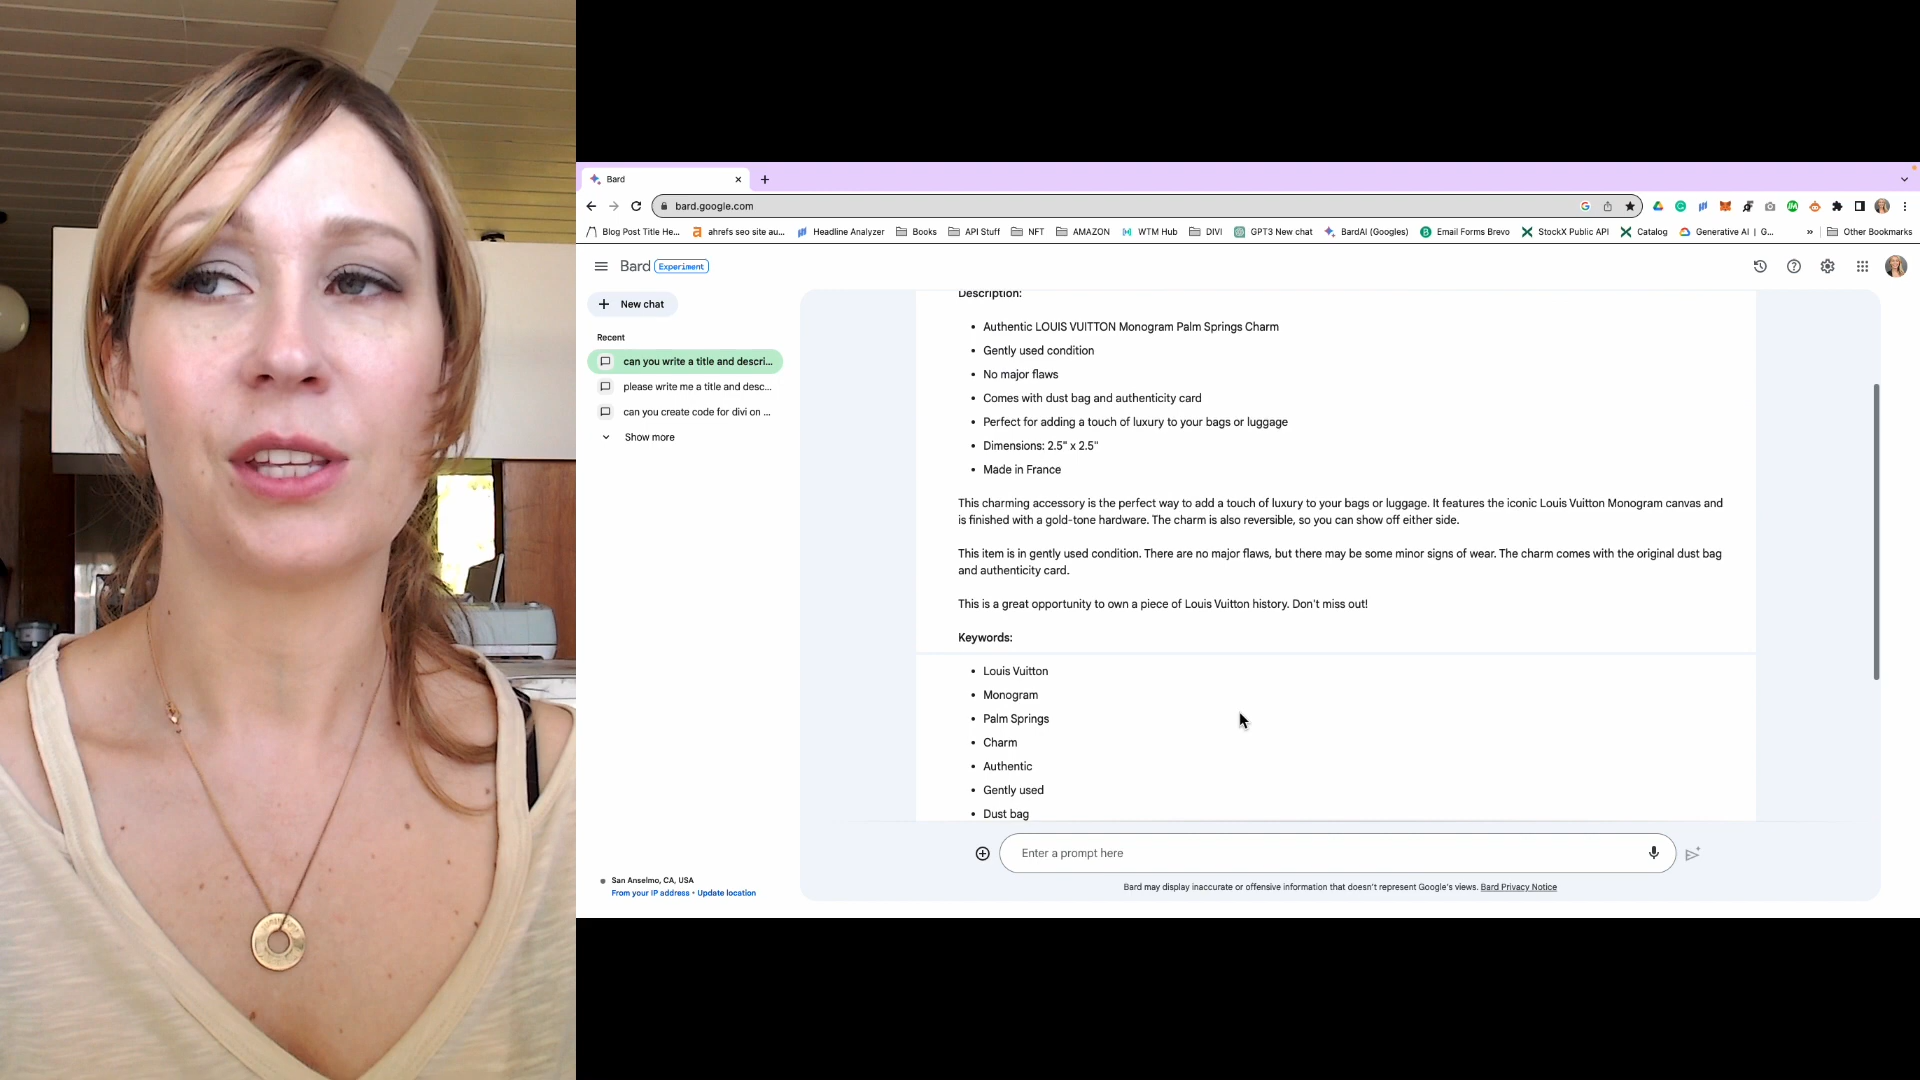 Bard
bard.google.com
Blog Post Title He...
ahrefs seo site au...
Headline Analyzer
Books
API Stuff
NFT
AMAZON
WTM Hub
DIVI
GPT3 New chat
BardAI (Googles)
Email Forms Brevo
StockX Public API
Catalog
Generative AI | G...
Other Bookmarks
Bard Experiment
New chat
Recent
can you write a title and descri...
please write me a title and desc...
can you create code for divi on ...
Show more
San Anselmo, CA, USA
From your IP address • Update location
Description:
• Authentic LOUIS VUITTON Monogram Palm Springs Charm
• Gently used condition
• No major flaws
• Comes with dust bag and authenticity card
• Perfect for adding a touch of luxury to your bags or luggage
• Dimensions: 2.5" x 2.5"
• Made in France
This charming accessory is the perfect way to add a touch of luxury to your bags or luggage. It features the iconic Louis Vuitton Monogram canvas and
is finished with a gold-tone hardware. The charm is also reversible, so you can show off either side.
This item is in gently used condition. There are no major flaws, but there may be some minor signs of wear. The charm comes with the original dust bag
and authenticity card.
This is a great opportunity to own a piece of Louis Vuitton history. Don't miss out!
Keywords:
• Louis Vuitton
• Monogram
• Palm Springs
• Charm
• Authentic
• Gently used
• Dust bag
Enter a prompt here
Bard may display inaccurate or offensive information that doesn't represent Google's views. Bard Privacy Notice